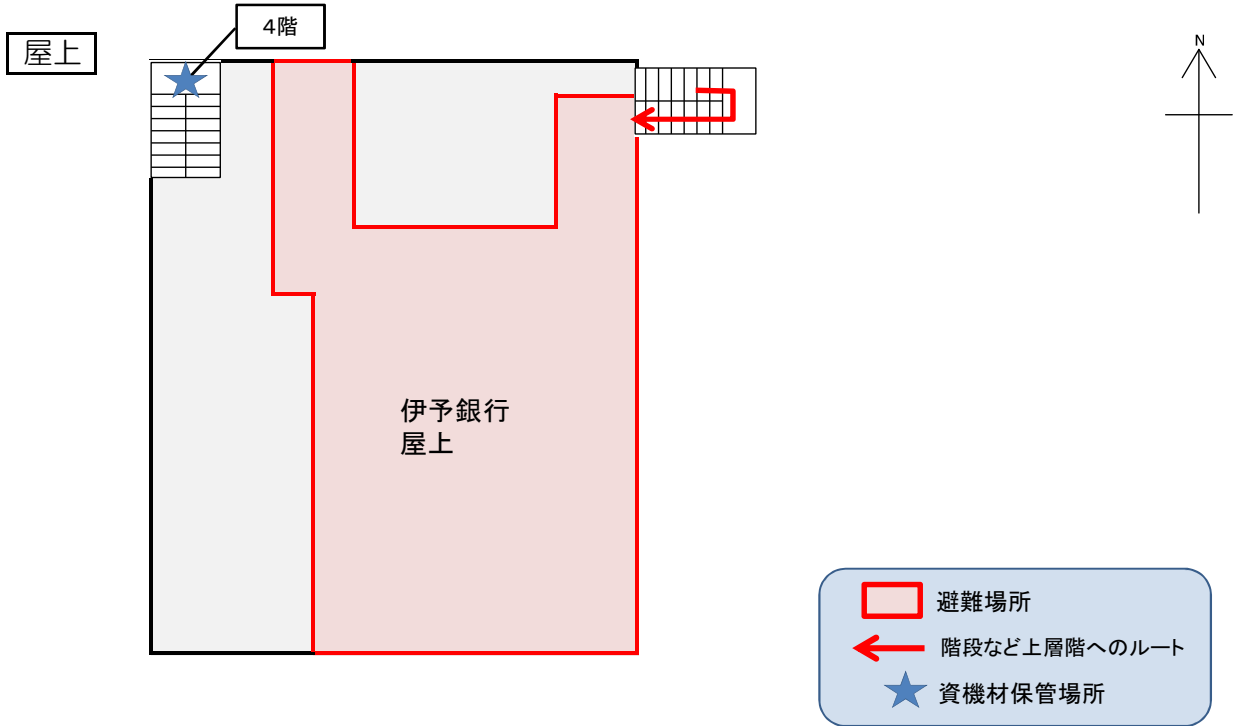 4階
屋上
N
伊予銀行
屋上
避難場所
階段など上層階へのルート
資機材保管場所